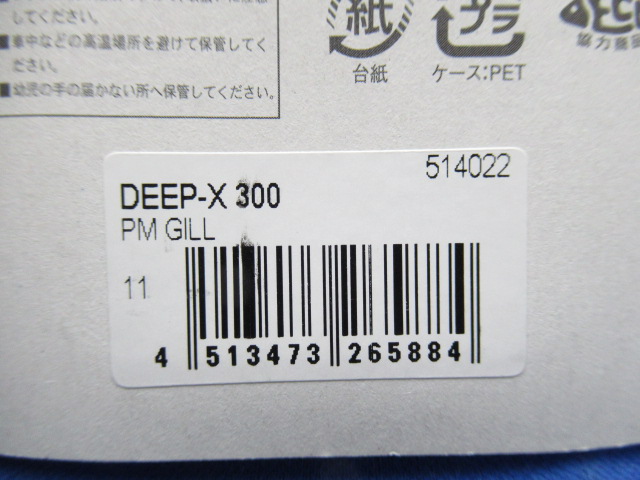 してください。
■車中などの高温場所を避けて保管してく
ださい。
■幼児の手の届かない所へ保管してください。
紙
台紙
プラ
ケース:PET
514022
DEEP-X 300
PM GILL
11
4 513473 265884